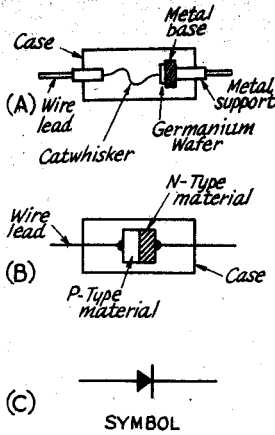 Metal
base
Case
(A)
Wire
lead
Metal
support
Catwhisker
Germanium
Wafer
N-Type
material
Wire
lead
(B)
P-Type
material
Case
(C)
SYMBOL